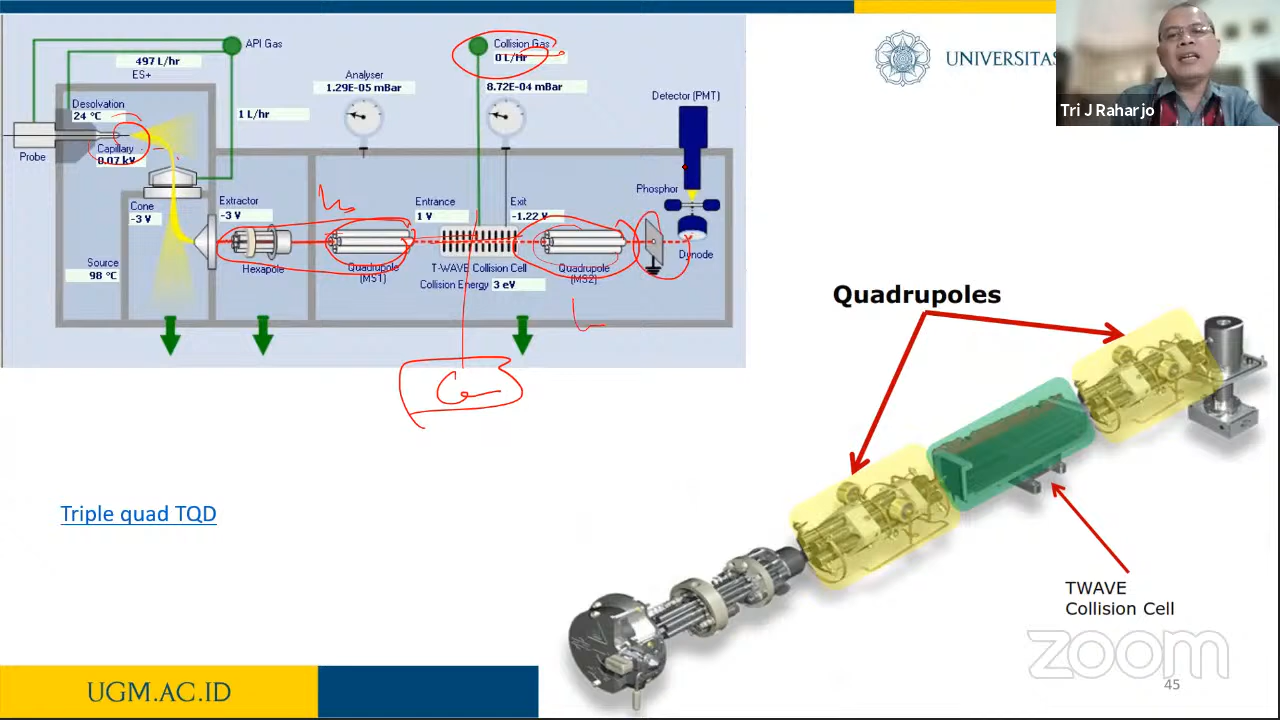 API Gas
497 L/hr
ES+
Collision Gas
0 L/Hr
Analyser
1.29E-05 mBar
8.72E-04 mBar
Detector (PMT)
Desolvation
24 °C
1 L/hr
Probe
Capillary
0.07 kV
Phosphor
Cone
-3 V
Extractor
-3 V
Entrance
1 V
Exit
-1.22 V
Source
98 °C
Hexapole
Quadrupole
(MS1)
T-WAVE Collision Cell
Collision Energy 3 eV
Quadrupole
(MS2)
Dynode
UNIVERSITAS
Tri J Raharjo
Quadrupoles
Triple quad TQD
TWAVE
Collision Cell
zoom
45
UGM.AC.ID